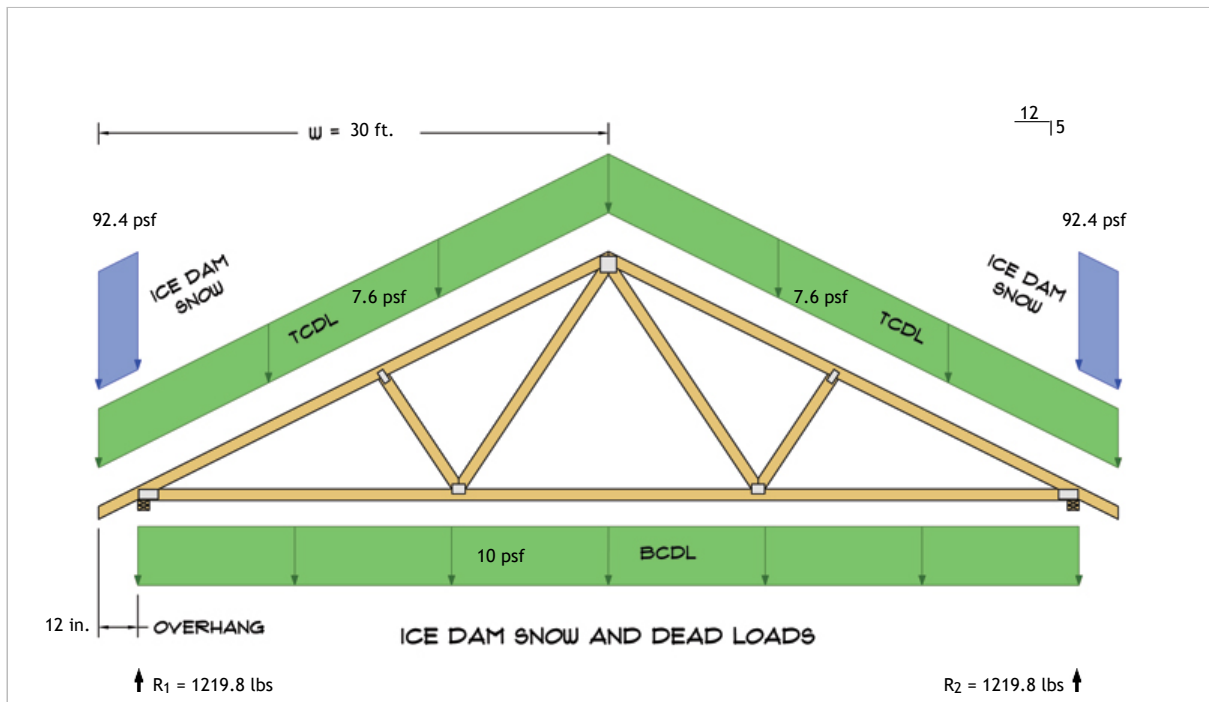 W = 30 ft.
12
5
92.4 psf
92.4 psf
ICE DAM
SNOW
ICE DAM
SNOW
7.6 psf
TCDL
7.6 psf
TCDL
10 psf
BCDL
12 in.
OVERHANG
ICE DAM SNOW AND DEAD LOADS
R1 = 1219.8 lbs
R2 = 1219.8 lbs